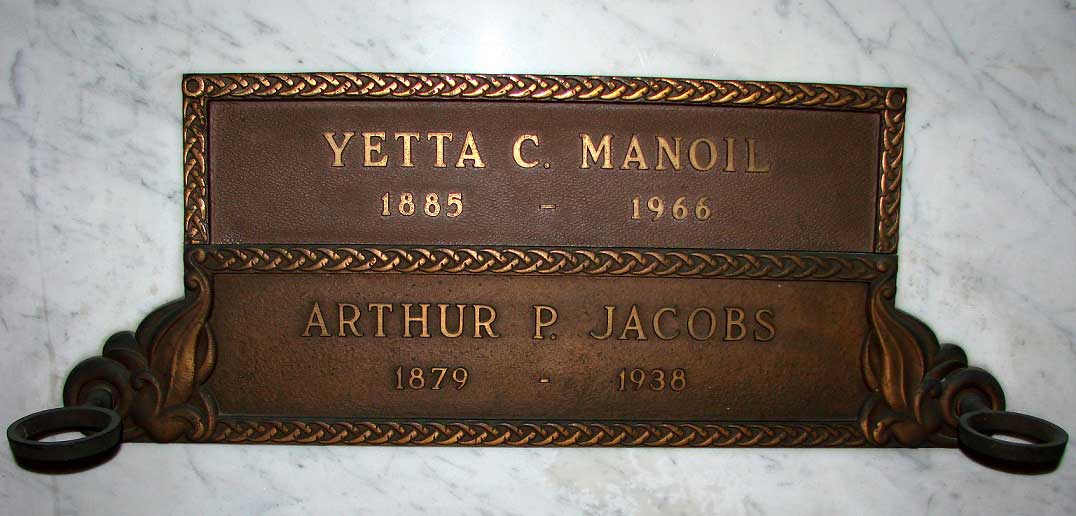 YETTA C. MANOIL
1885 – 1966
ARTHUR P. JACOBS
1879 - 1938